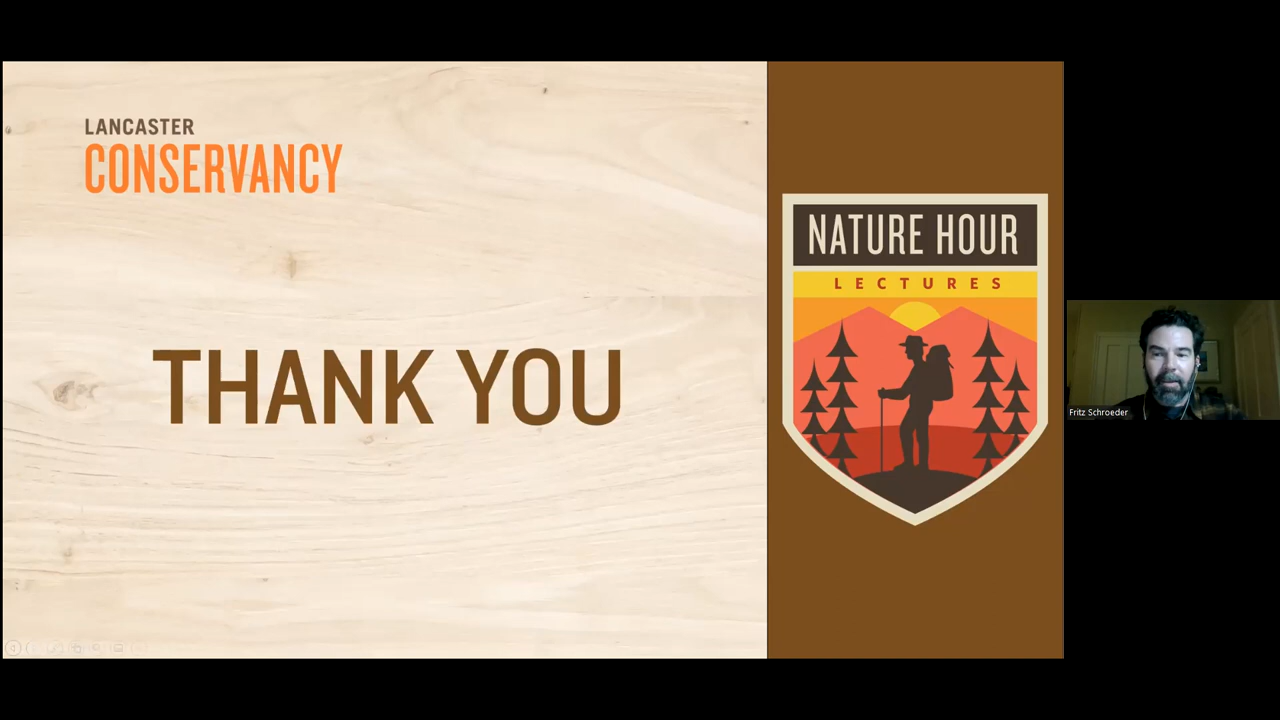 LANCASTER
CONSERVANCY
THANK YOU
NATURE HOUR
LECTURES
Fritz Schroeder